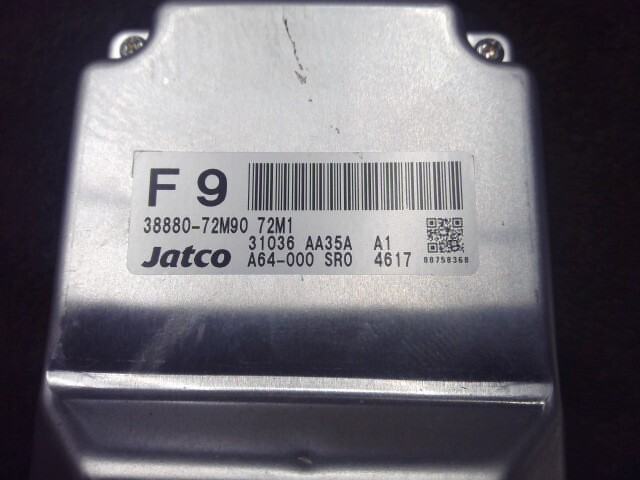 F 9
38880-72M90 72M1
31036 AA35A A1
Jatco A64-000 SR0 4617
88758368